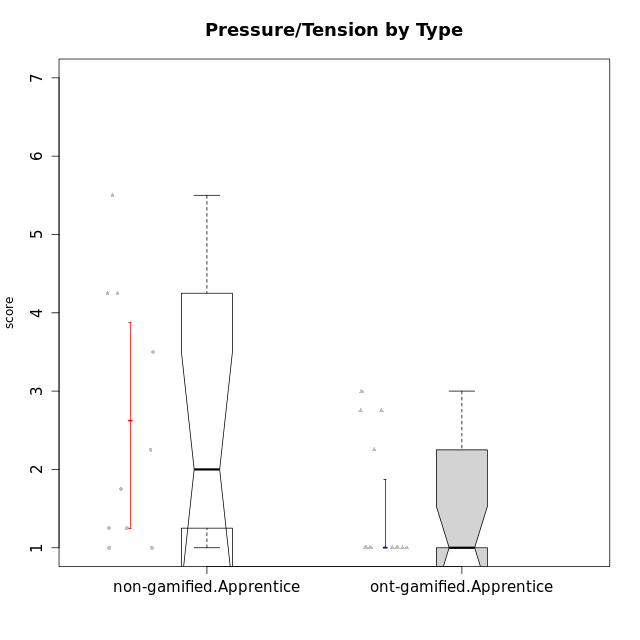 Pressure/Tension by Type
7
6
5
4
3
2
1
score
non-gamified.Apprentice
ont-gamified.Apprentice